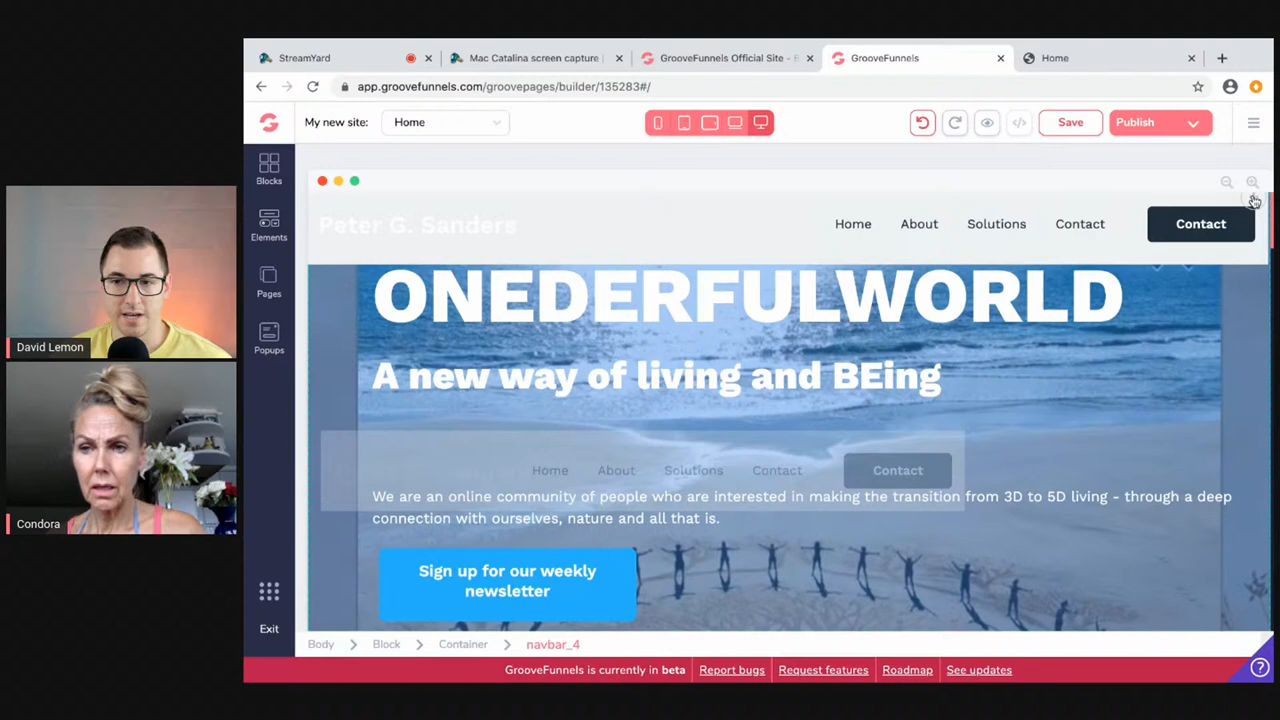 StreamYard
Mac Catalina screen capture
GrooveFunnels Official Site - E
GrooveFunnels
Home
app.groovefunnels.com/groovepages/builder/135283#/
My new site:
Home
Save
Publish
Blocks
Elements
Pages
Popups
Exit
Peter G. Sanders
Home
About
Solutions
Contact
Contact
ONEDERFULWORLD
A new way of living and BEing
Home
About
Solutions
Contact
Contact
We are an online community of people who are interested in making the transition from 3D to 5D living - through a deep
connection with ourselves, nature and all that is.
Sign up for our weekly
newsletter
Body
Block
Container
navbar_4
GrooveFunnels is currently in beta
Report bugs
Request features
Roadmap
See updates
David Lemon
Condora